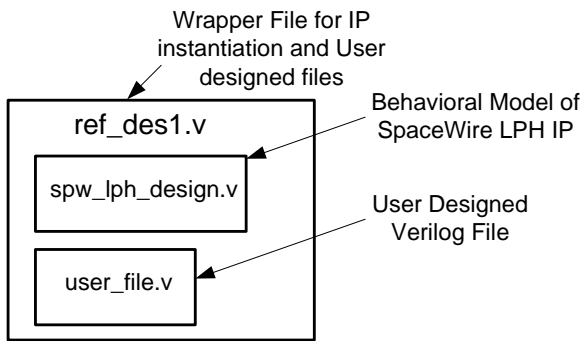 Wrapper File for IP
instantiation and User
designed files
ref_des1.v
Behavioral Model of
SpaceWire LPH IP
spw_lph_design.v
User Designed
Verilog File
user_file.v